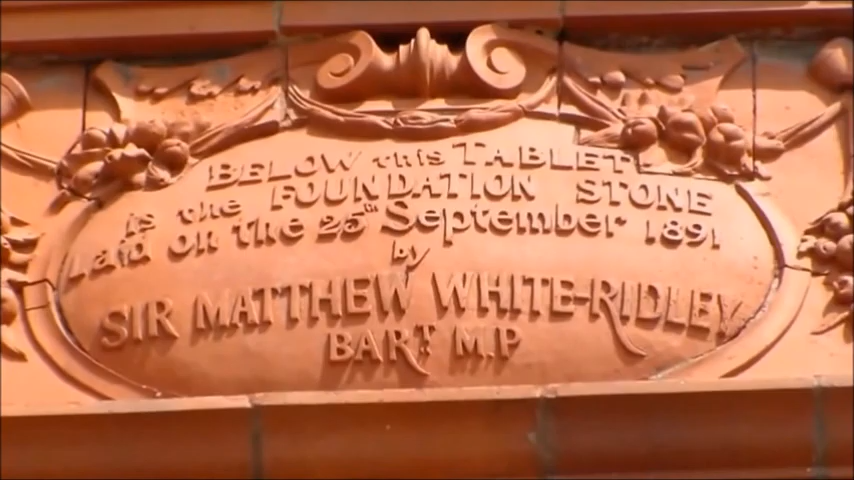 BELOW this TABLET
is the FOUNDATION STONE
laid on the 25th September 1891
by
SIR MATTHEW WHITE-RIDLEY
BART MP